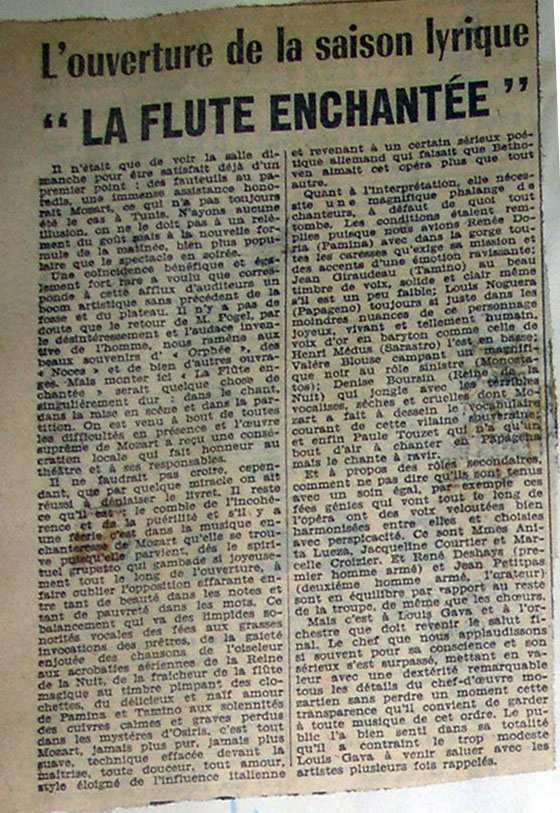 L'ouverture de la saison lyrique
" LA FLUTE ENCHANTÉE "
Il n'était que de voir la salle di-
manche pour être satisfait déjà d'un
premier point : des fauteuils au pa-
radis, une immense assistance hono-
rait Mozart, ce qui n'a pas toujours
été le cas à Tunis. N'ayons aucune
illusion, on ne le doit pas à un relè-
ment du goût mais à la nouvelle for-
mule de la matinée, bien plus popu-
laire que le spectacle en soirée.
Une coïncidence bénéfique et éga-
lement fort rare a voulu que corres-
ponde à cette afflux d'auditeurs un
boom artistique sans précédent de la
fosse et du plateau. Il n'y a pas de
doute que le retour de M. Fogel, par
le désintéressement et l'audace inven-
tive de l'homme, nous ramène aux
beaux souvenirs d' « Orphée », des
« Noces » et de bien d'autres ouvra-
ges. Mais monter ici « La Flûte en-
chantée » serait quelque chose de
singulièrement dur : dans le chant,
dans la mise en scène et dans la par-
tition. On est venu à bout de toutes
les difficultés en présence et l'œuvre
suprême de Mozart a reçu une consé-
cration locale qui fait honneur au
théâtre et à ses responsables.
Il ne faudrait pas croire, cepen-
dant, que par quelque miracle on ait
réussi à déniaiser le livret. Il reste
ce qu'il est : le comble de l'incohé-
rence et de la puérilité et s'il y a
une féerie c'est dans la musique en-
chanteresse de Mozart qu'elle se trou-
ve puisqu'elle parvient, dès le spiri-
tuel grupetto qui gambade si joyeuse-
ment tout le long de l'ouverture, à
faire oublier l'opposition effarante en-
tre tant de beauté dans les notes et
tant de pauvreté dans les mots. Ce
balancement qui va des limpides so-
norités vocales des fées aux grasses
invocations des prêtres, de la gaieté
enjouée des chansons de l'oiseleur
aux acrobaties aériennes de la Reine
de la Nuit, de la fraicheur de la flûte
magique au timbre pimpant des clo-
chettes, du délicieux et naïf amour
de Pamina et Tamino aux solennités
des cuivres calmes et graves perdus
dans les mystères d'Osiris, c'est tout
Mozart, jamais plus pur, jamais plus
suave, technique effacée devant la
maîtrise, toute douceur, tout amour,
style éloigné de l'influence italienne
et revenant à un certain sérieux poé-
tique allemand qui faisait que Betho-
ven aimait cet opéra plus que tout
autre.
Quant à l'interprétation, elle néces-
site une magnifique phalange de
chanteurs, à défaut de quoi tout
tombe. Les conditions étaient rem-
plies puisque nous avions Renée Do-
ria (Pamina) avec dans la gorge tou-
tes les caresses qu'exige sa mission et
des accents d'une émotion ravissante ;
Jean Giraudeau (Tamino) au beau
timbre de voix, solide et clair même
s'il est un peu faible; Louis Noguera
(Papageno) toujours si juste dans les
moindres nuances de ce personnage
joyeux, vivant et tellement humain,
voix d'or en baryton comme celle de
Henri Médus (Sarastro) l'est en basse;
Valère Blouse campant un magnifi-
que noir au rôle sinistre (Monosta-
tos); Denise Boursin (Reine de la
Nuit) qui jongle avec les terribles
vocalises, sèches et cruelles dont Mo-
zart a fait à dessein le vocabulaire
courant de cette vilaine souveraine;
et enfin Paule Touzet qui n'a qu'un
bout d'air à chanter en Papagena
mais le chante à ravir.
Et à propos des rôles secondaires,
comment ne pas dire qu'ils sont tenus
avec un soin égal, par exemple ces
fées génies qui vont tout le long de
l'opéra ont des voix veloutées bien
harmonisées entre elles et choisies
avec perspicacité. Ce sont Mmes Ani-
ta Lueza, Jacqueline Courtier et Mar-
celle Croizier. Et René Deshays (pre-
mier homme armé) et Jean Petitpas
(deuxième homme armé, l'orateur)
sont en équilibre par rapport au reste
de la troupe, de même que les chœurs.
Mais c'est à Louis Gava et à l'or-
chestre que doit revenir le salut fi-
nal. Le chef que nous applaudissons
si souvent pour sa conscience et son
sérieux s'est surpassé, mettant en va-
leur avec une dextérité remarquable
tous les détails du chef-d'œuvre mo-
zartien sans perdre un moment cette
transparence qu'il convient de garder
à toute musique de cet ordre. Le pu-
blic l'a bien senti dans sa totalité
qu'il a contraint le trop modeste
Louis Gava à venir saluer avec les
artistes plusieurs fois rappelés.